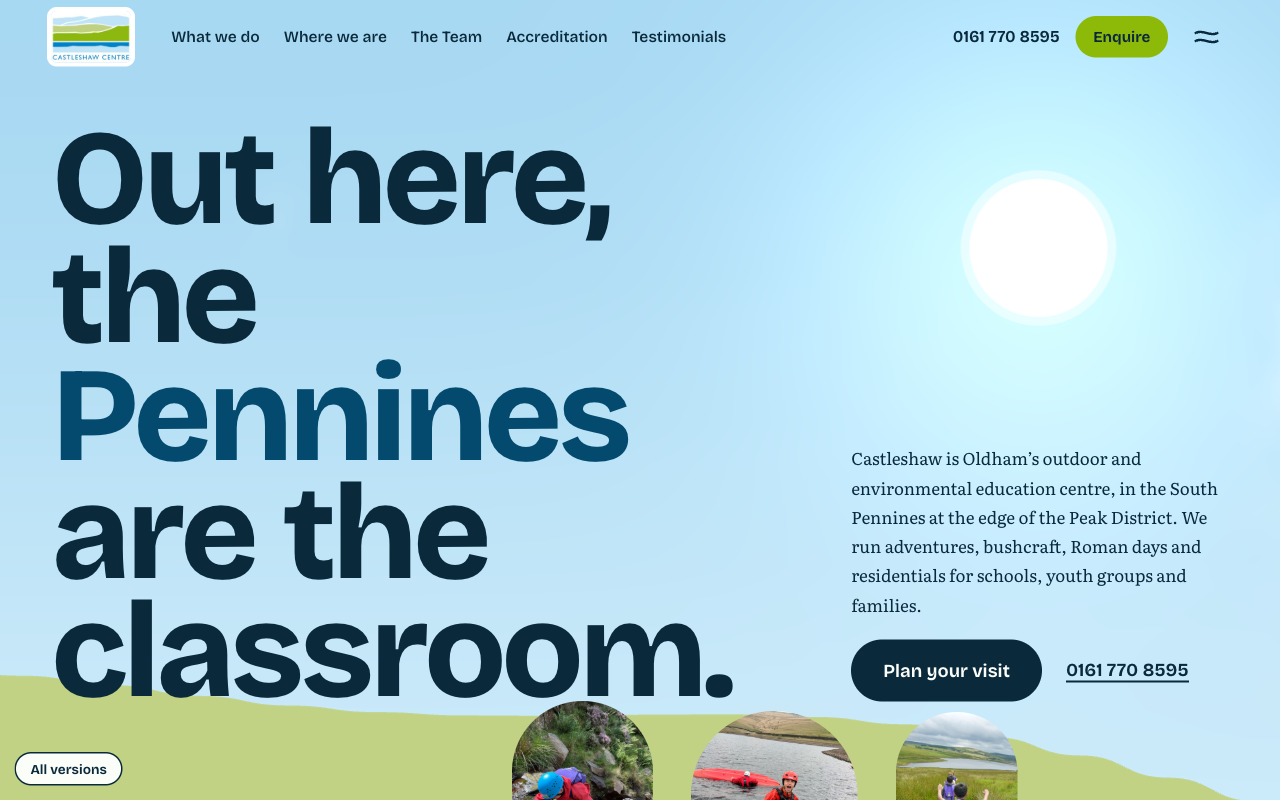 CASTLESHAW CENTRE
What we do
Where we are
The Team
Accreditation
Testimonials
0161 770 8595
Enquire
Out here,
the
Pennines
are the
classroom.
Castleshaw is Oldham’s outdoor and
environmental education centre, in the South
Pennines at the edge of the Peak District. We
run adventures, bushcraft, Roman days and
residentials for schools, youth groups and
families.
Plan your visit
0161 770 8595
All versions